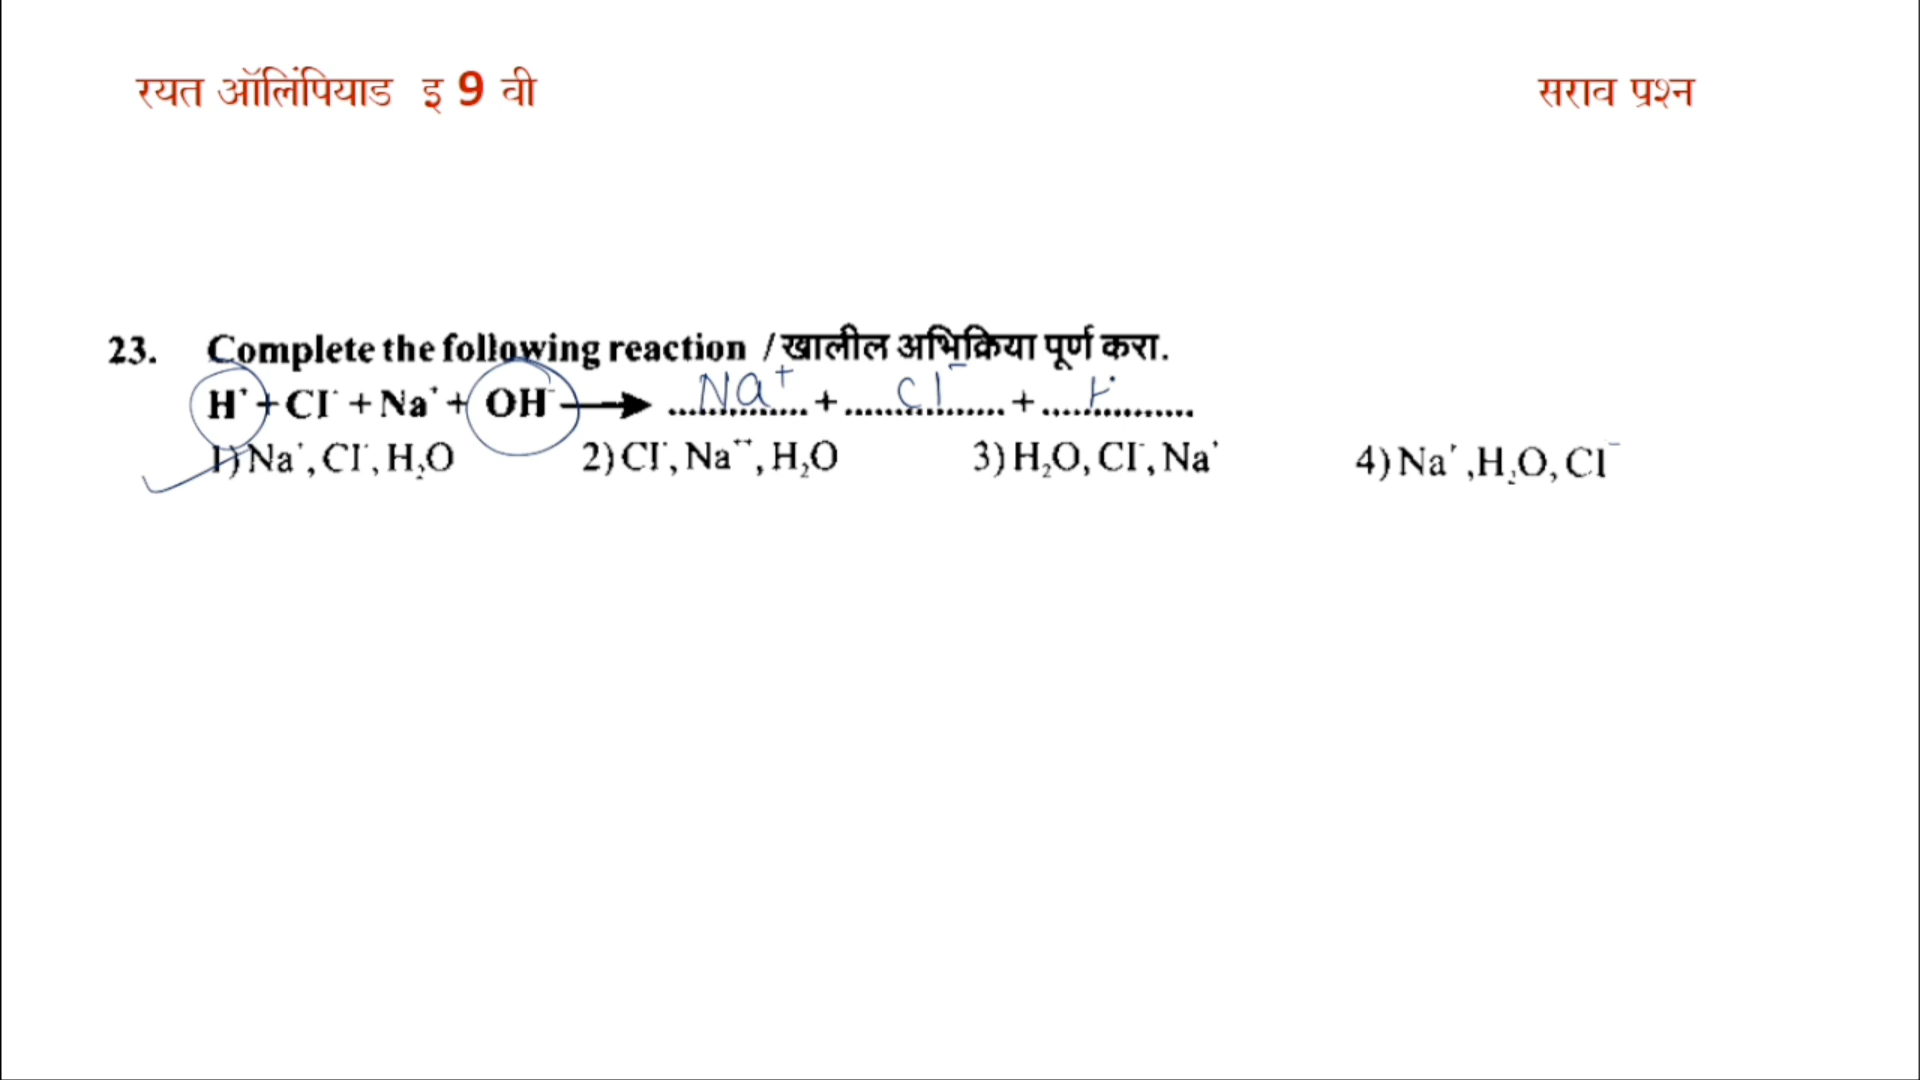 रयत ऑलिंपियाड इ 9 वी
सराव प्रश्न
23. Complete the following reaction / खालील अभिक्रिया पूर्ण करा.
H⁺ + Cl⁻ + Na⁺ + OH⁻ → Na⁺ + Cl⁻ + ...............
1) Na⁺, Cl⁻, H₂O 2) Cl⁻, Na⁺⁺, H₂O 3) H₂O, Cl⁻, Na⁺ 4) Na⁺, H₂O, Cl⁻